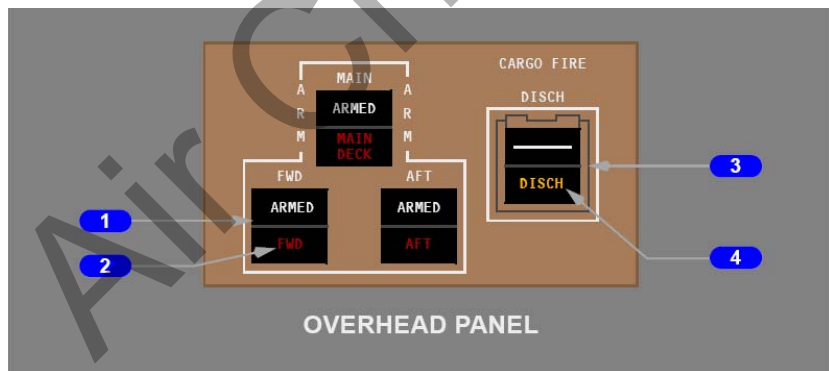 CARGO FIRE
MAIN
DISCH
A A
R ARMED R
M MAIN M
DECK
FWD AFT
DISCH
ARMED ARMED
FWD AFT
1
2
3
4
OVERHEAD PANEL